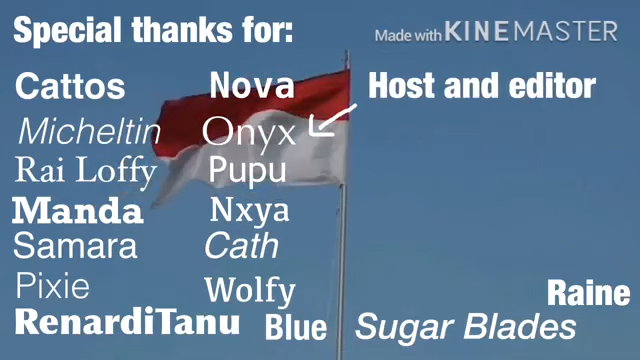 Special thanks for:
Made with KINEMASTER
Cattos
Nova
Host and editor
Micheltin
Onyx
Rai Loffy
Pupu
Manda
Nxya
Samara
Cath
Pixie
Wolfy
Raine
RenardiTanu
Blue
Sugar Blades